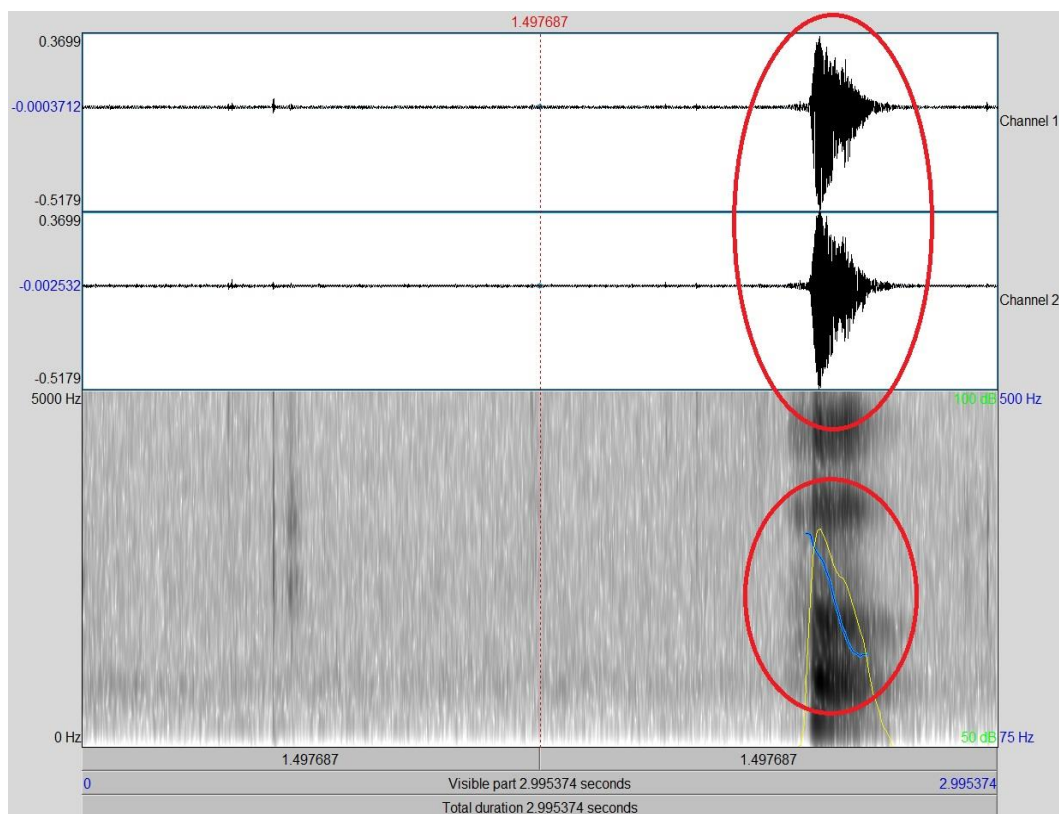 1.497687
0.3699
-0.0003712
Channel 1
-0.5179
0.3699
-0.002532
Channel 2
-0.5179
5000 Hz
100 dB
500 Hz
0 Hz
50 dB
75 Hz
1.497687
1.497687
0
Visible part 2.995374 seconds
2.995374
Total duration 2.995374 seconds